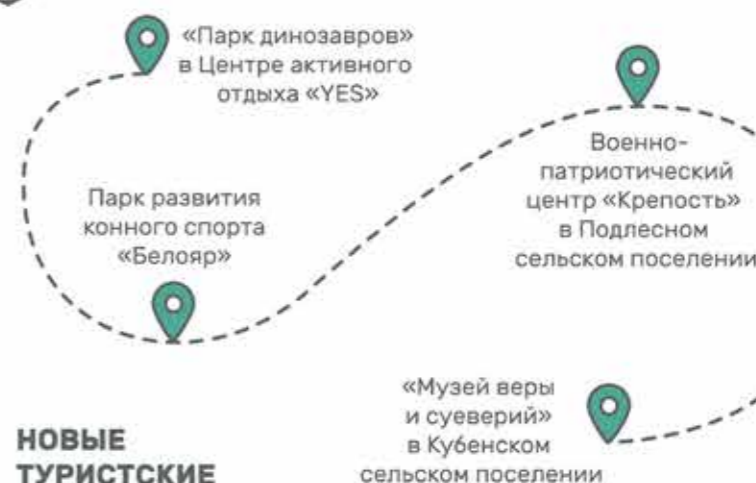 «Парк динозавров»
в Центре активного
отдыха «YES»
Военно-
патриотический
центр «Крепость»
в Подлесном
сельском поселении
Парк развития
конного спорта
«Белояр»
«Музей веры
и суеверий»
в Кубенском
сельском поселении
НОВЫЕ
ТУРИСТСКИЕ